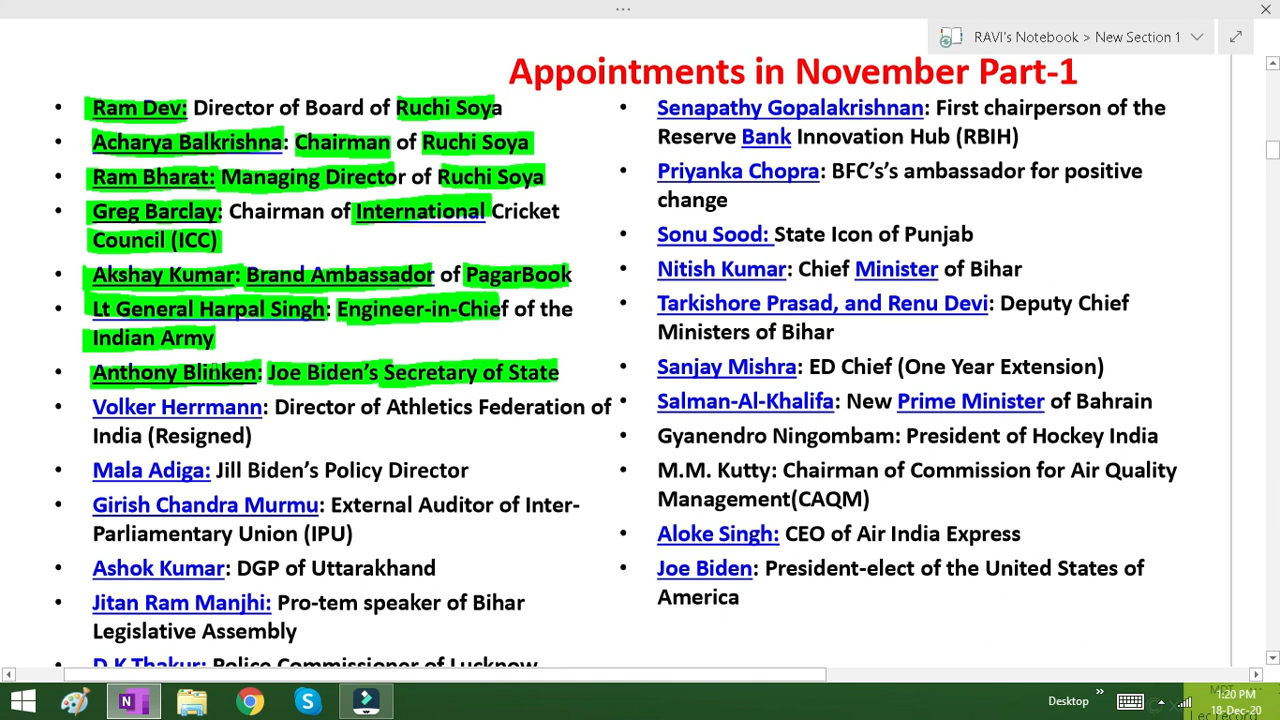 RAVI's Notebook > New Section 1
Appointments in November Part-1
• Ram Dev: Director of Board of Ruchi Soya
• Acharya Balkrishna: Chairman of Ruchi Soya
• Ram Bharat: Managing Director of Ruchi Soya
• Greg Barclay: Chairman of International Cricket
Council (ICC)
• Akshay Kumar: Brand Ambassador of PagarBook
• Lt General Harpal Singh: Engineer-in-Chief of the
Indian Army
• Anthony Blinken: Joe Biden’s Secretary of State
• Volker Herrmann: Director of Athletics Federation of
India (Resigned)
• Mala Adiga: Jill Biden’s Policy Director
• Girish Chandra Murmu: External Auditor of Inter-
Parliamentary Union (IPU)
• Ashok Kumar: DGP of Uttarakhand
• Jitan Ram Manjhi: Pro-tem speaker of Bihar
Legislative Assembly
• D K Thakur: Police Commissioner of Lucknow
• Senapathy Gopalakrishnan: First chairperson of the
Reserve Bank Innovation Hub (RBIH)
• Priyanka Chopra: BFC’s’s ambassador for positive
change
• Sonu Sood: State Icon of Punjab
• Nitish Kumar: Chief Minister of Bihar
• Tarkishore Prasad, and Renu Devi: Deputy Chief
Ministers of Bihar
• Sanjay Mishra: ED Chief (One Year Extension)
• Salman-Al-Khalifa: New Prime Minister of Bahrain
• Gyanendro Ningombam: President of Hockey India
• M.M. Kutty: Chairman of Commission for Air Quality
Management(CAQM)
• Aloke Singh: CEO of Air India Express
• Joe Biden: President-elect of the United States of
America
Desktop
1:20 PM
18-Dec-20